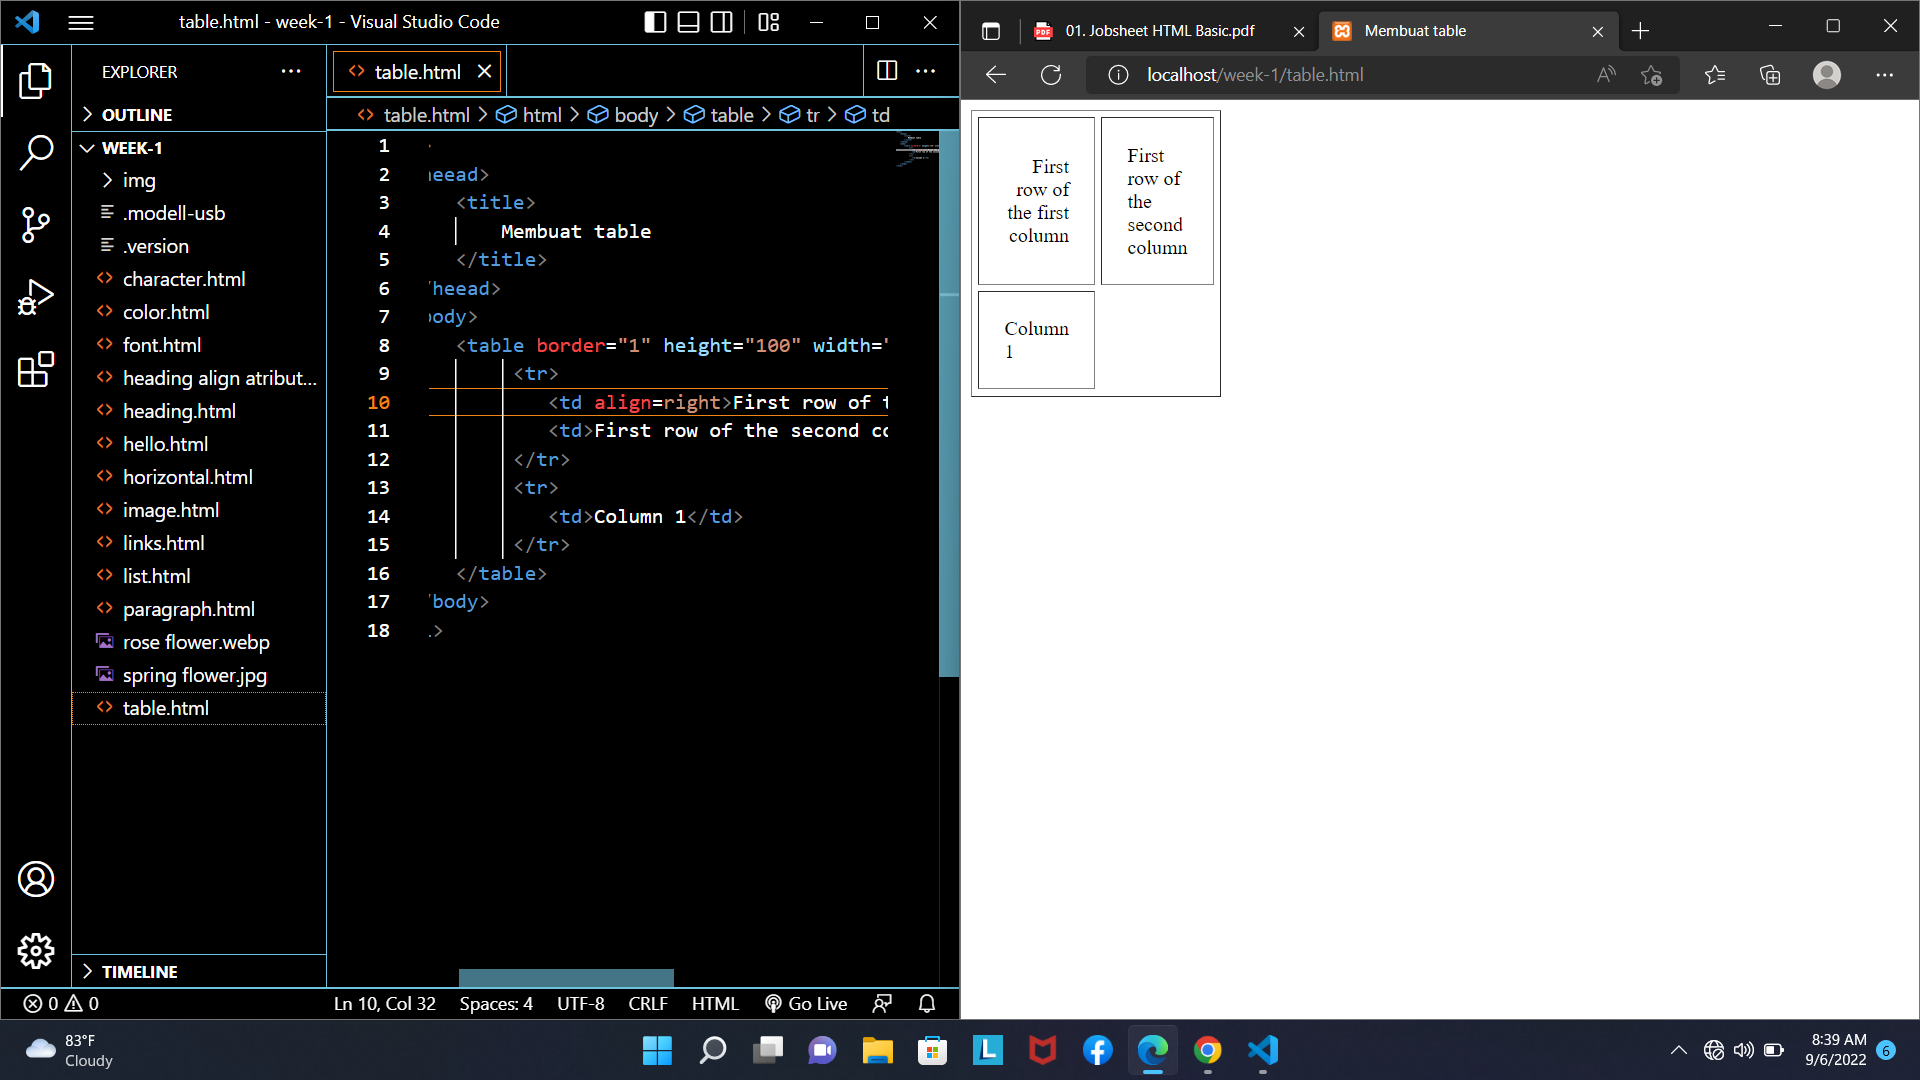 table.html - week-1 - Visual Studio Code
EXPLORER
OUTLINE
WEEK-1
img
.modell-usb
.version
character.html
color.html
font.html
heading align atribut...
heading.html
hello.html
horizontal.html
image.html
links.html
list.html
paragraph.html
rose flower.webp
spring flower.jpg
table.html
TIMELINE
table.html
table.html > html > body > table > tr > td
1
2 eead>
3 <title>
4 Membuat table
5 </title>
6 heead>
7 ody>
8 <table border="1" height="100" width="
9 <tr>
10 <td align=right>First row of t
11 <td>First row of the second co
12 </tr>
13 <tr>
14 <td>Column 1</td>
15 </tr>
16 </table>
17 body>
18 >
0 0
Ln 10, Col 32 Spaces: 4 UTF-8 CRLF HTML Go Live
PDF 01. Jobsheet HTML Basic.pdf
Membuat table
localhost/week-1/table.html
First
row of
the first
column
First
row of
the
second
column
Column
1
83°F
Cloudy
L
8:39 AM
9/6/2022
6